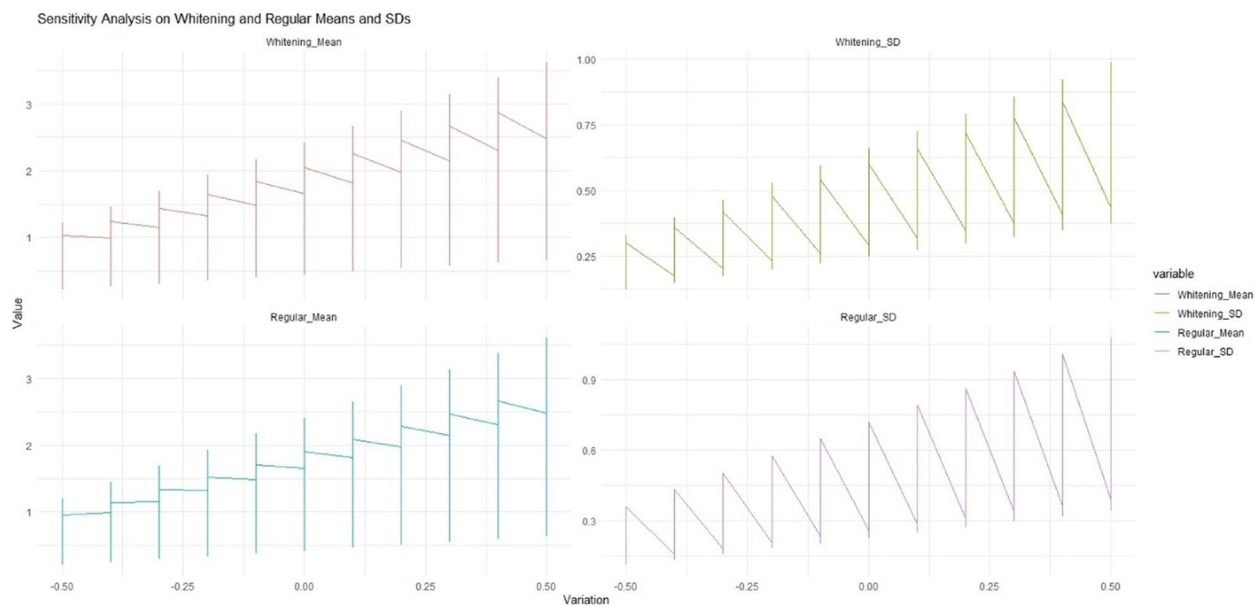 Sensitivity Analysis on Whitening and Regular Means and SDs
Whitening_Mean
Whitening_SD
3
2
1
1.00
0.75
0.50
0.25
Regular_Mean
Regular_SD
3
2
1
0.9
0.6
0.3
-0.50 -0.25 0.00 0.25 0.50
-0.50 -0.25 0.00 0.25 0.50
Value
Variation
variable
Whitening_Mean
Whitening_SD
Regular_Mean
Regular_SD